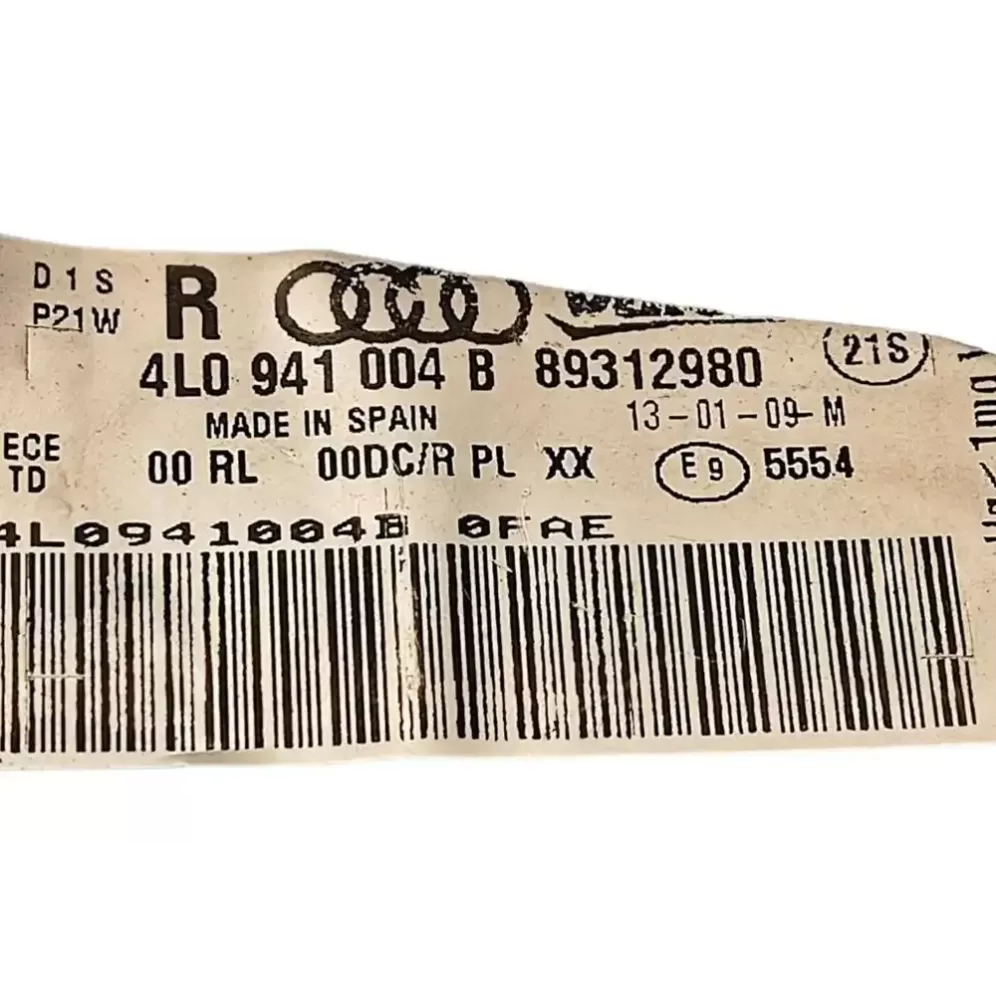 D1S R
P21W
4L0 941 004 B 89312980 21S
MADE IN SPAIN 13-01-09-M
ECE
TD 00 RL 00DC/R PL XX E9 5554
4L0941004B 0FAE